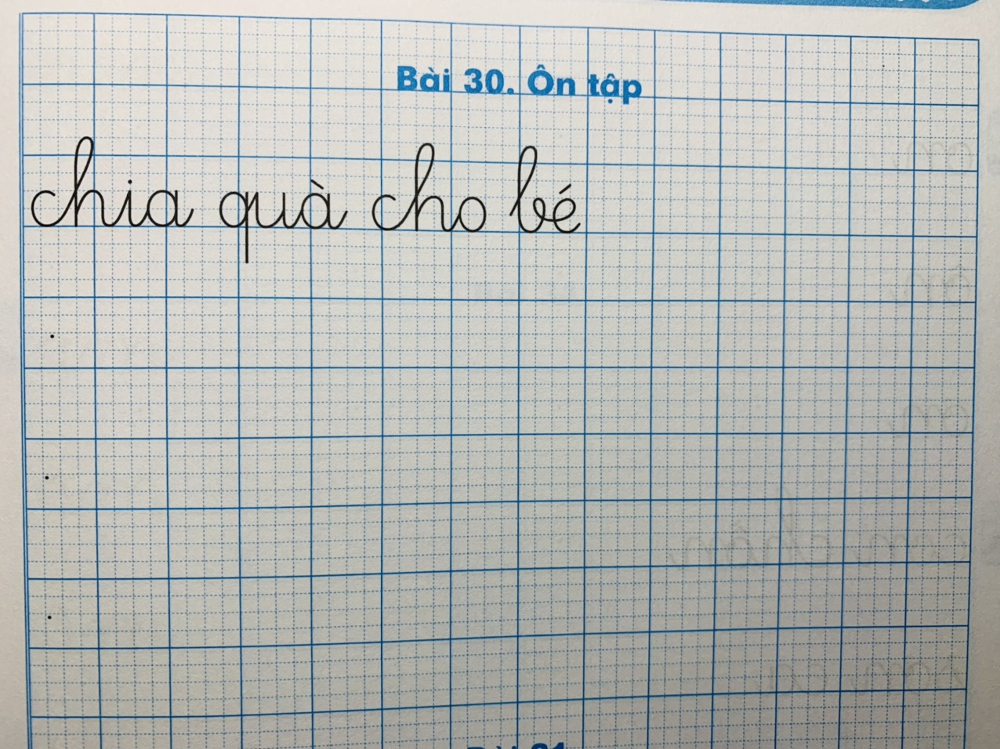 Bài 30. Ôn tập
chia quà cho bé